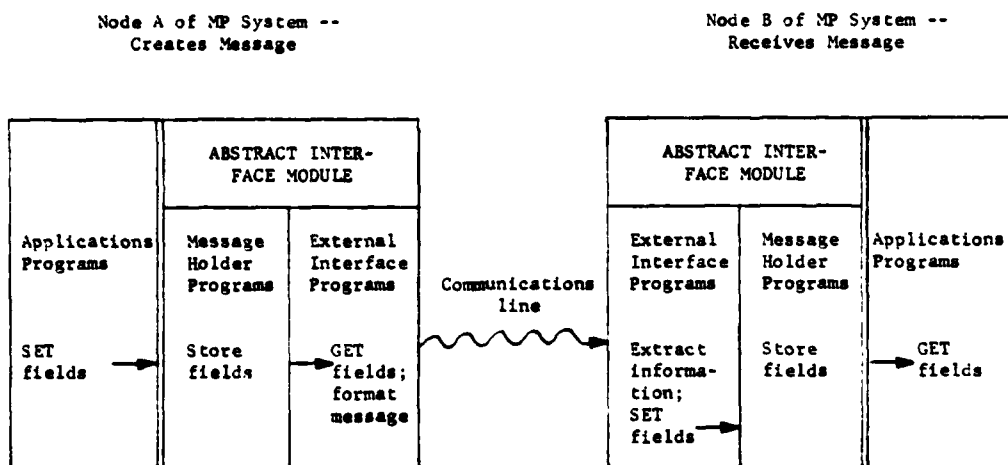 Node A of MP System --
Creates Message
Node B of MP System --
Receives Message
ABSTRACT INTER-
FACE MODULE
Applications
Programs
Message
Holder
Programs
External
Interface
Programs
SET
fields
Store
fields
GET
fields;
format
message
Communications
line
ABSTRACT INTER-
FACE MODULE
External
Interface
Programs
Message
Holder
Programs
Applications
Programs
Extract
informa-
tion;
SET
fields
Store
fields
GET
fields